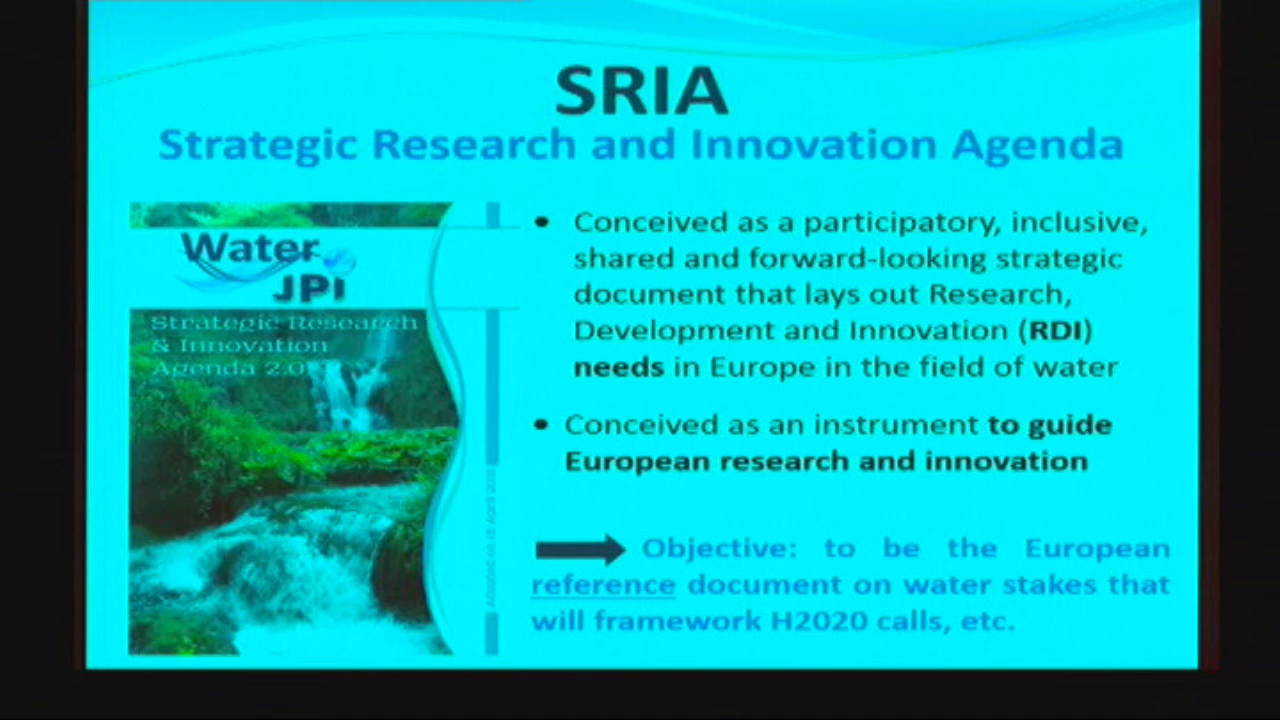 SRIA
Strategic Research and Innovation Agenda
Water
JPI
Strategic Research
& Innovation
Agenda 2.0
• Conceived as a participatory, inclusive,
shared and forward-looking strategic
document that lays out Research,
Development and Innovation (RDI)
needs in Europe in the field of water
• Conceived as an instrument to guide
European research and innovation
Objective: to be the European
reference document on water stakes that
will framework H2020 calls, etc.